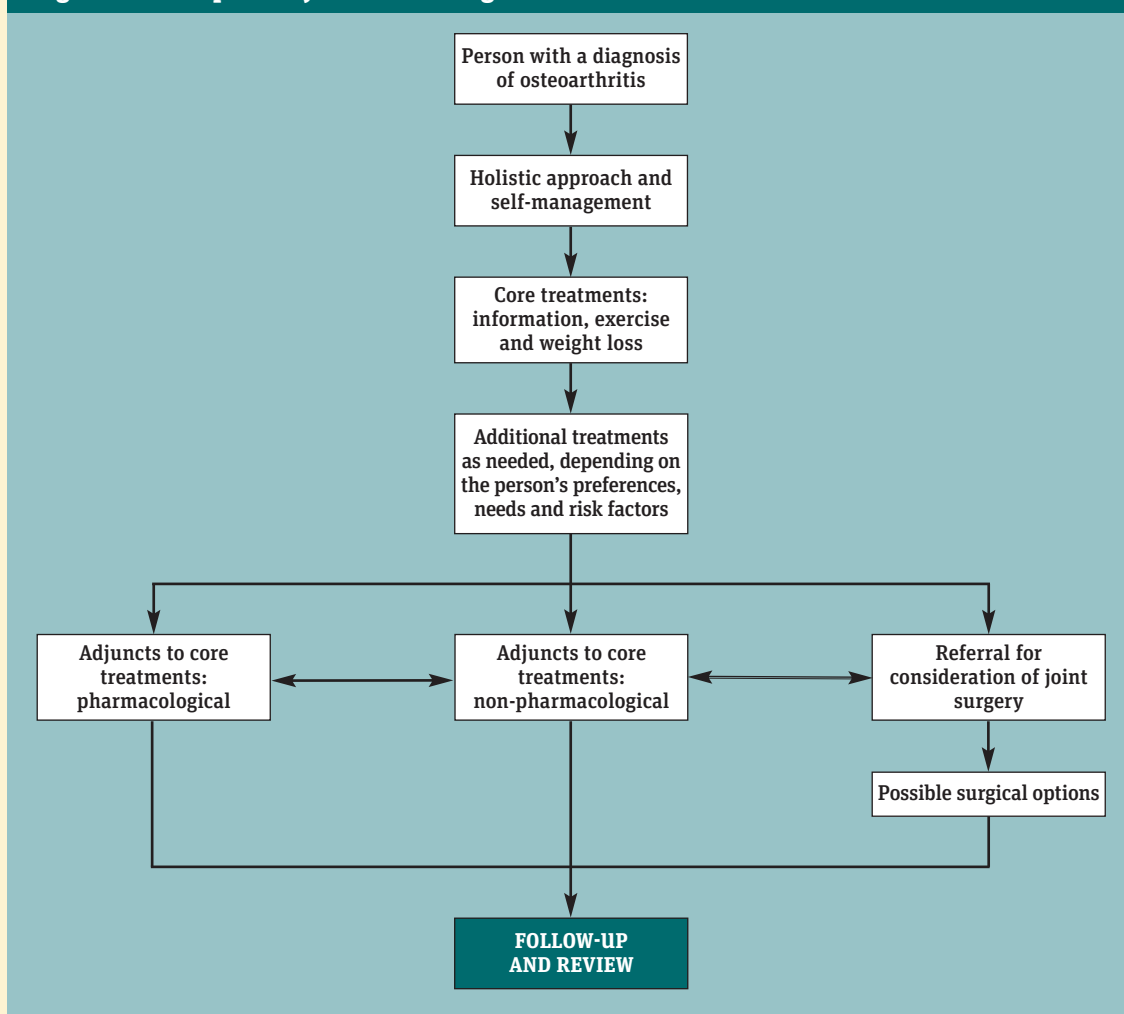 Person with a diagnosis
of osteoarthritis
Holistic approach and
self-management
Core treatments:
information, exercise
and weight loss
Additional treatments
as needed, depending on
the person's preferences,
needs and risk factors
Adjuncts to core
treatments:
pharmacological
Adjuncts to core
treatments:
non-pharmacological
Referral for
consideration of joint
surgery
Possible surgical options
FOLLOW-UP
AND REVIEW